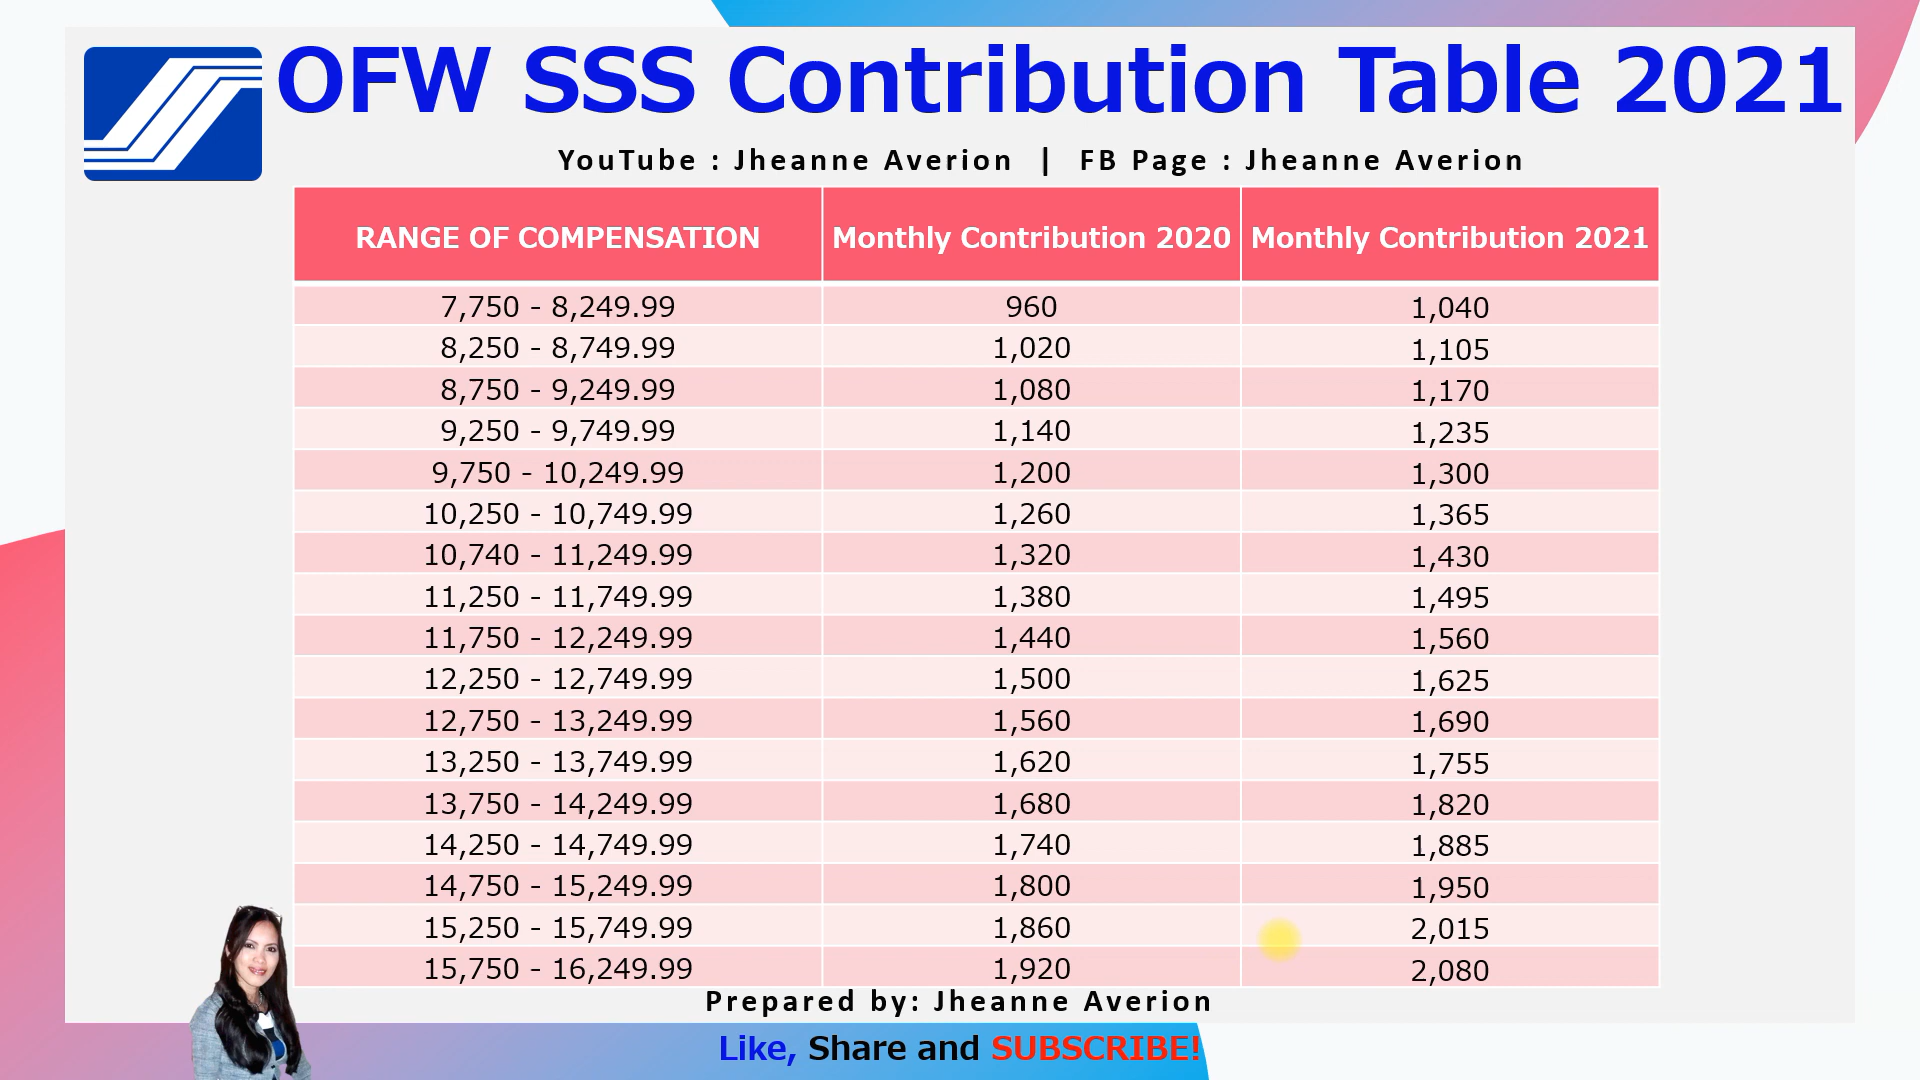 OFW SSS Contribution Table 2021
YouTube : Jheanne Averion | FB Page : Jheanne Averion
RANGE OF COMPENSATION Monthly Contribution 2020 Monthly Contribution 2021
7,750 - 8,249.99 960 1,040
8,250 - 8,749.99 1,020 1,105
8,750 - 9,249.99 1,080 1,170
9,250 - 9,749.99 1,140 1,235
9,750 - 10,249.99 1,200 1,300
10,250 - 10,749.99 1,260 1,365
10,740 - 11,249.99 1,320 1,430
11,250 - 11,749.99 1,380 1,495
11,750 - 12,249.99 1,440 1,560
12,250 - 12,749.99 1,500 1,625
12,750 - 13,249.99 1,560 1,690
13,250 - 13,749.99 1,620 1,755
13,750 - 14,249.99 1,680 1,820
14,250 - 14,749.99 1,740 1,885
14,750 - 15,249.99 1,800 1,950
15,250 - 15,749.99 1,860 2,015
15,750 - 16,249.99 1,920 2,080
Prepared by: Jheanne Averion
Like, Share and SUBSCRIBE!